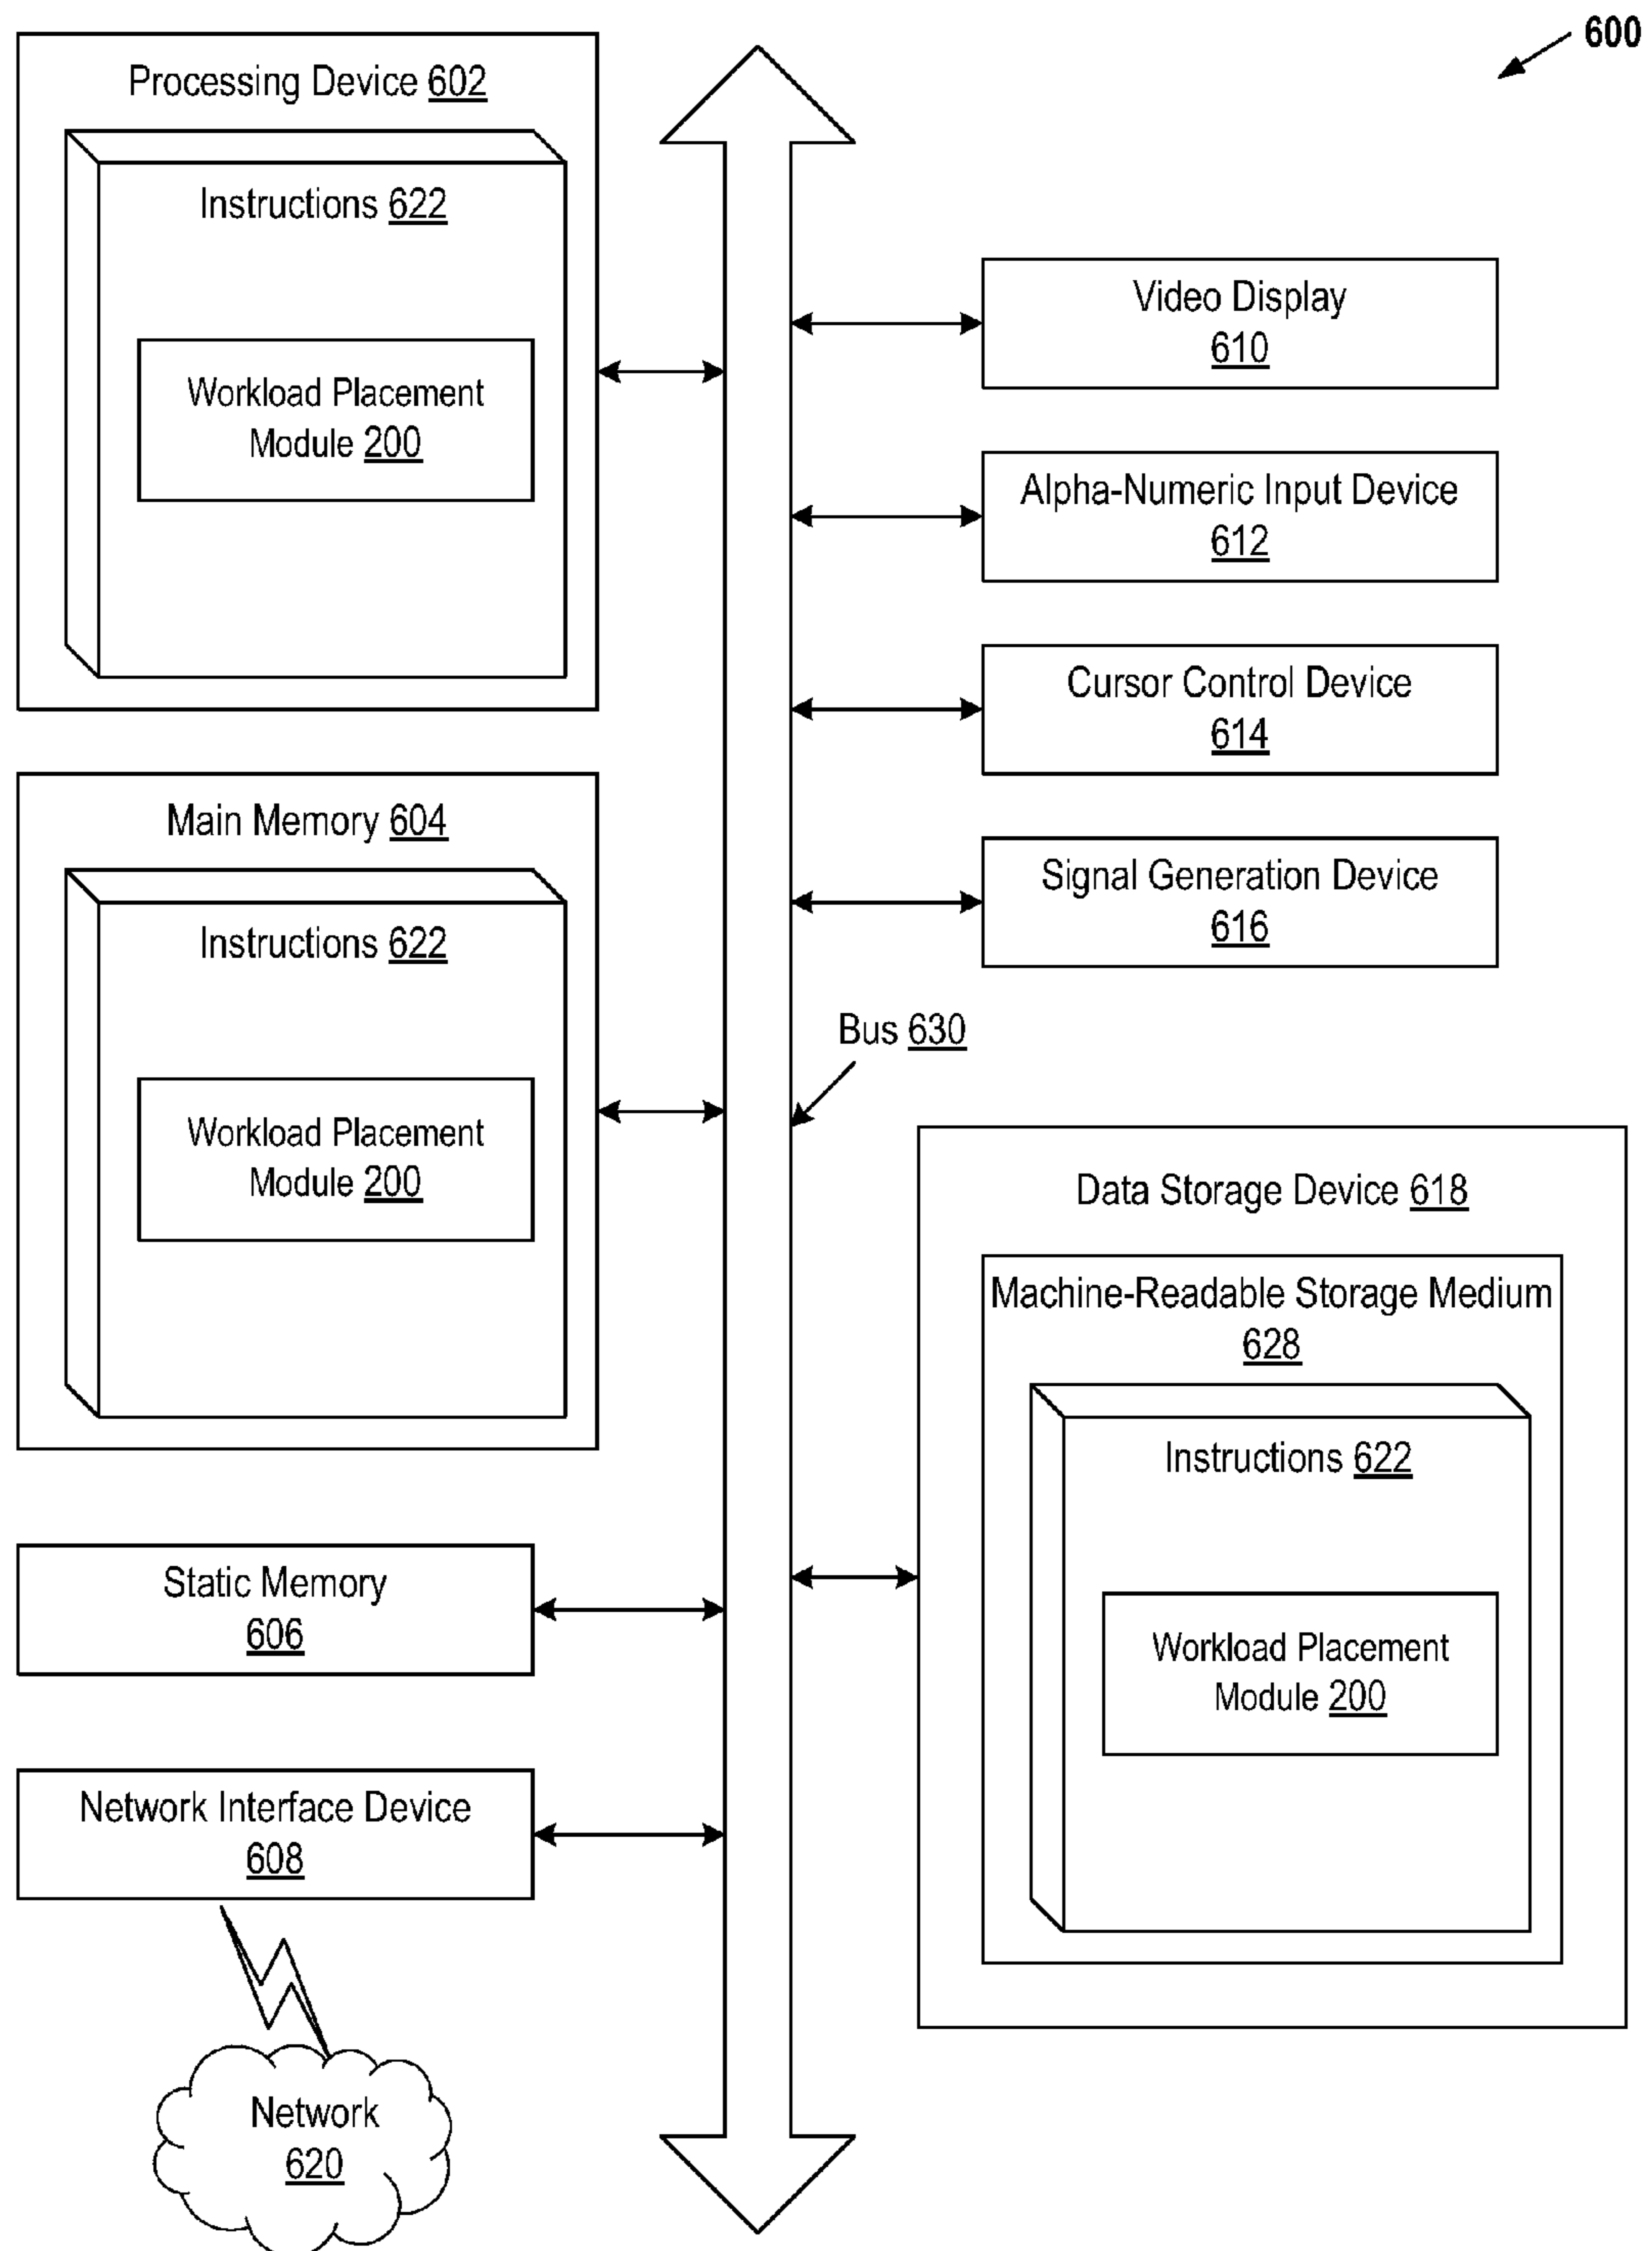 600
Processing Device 602
Instructions 622
Workload Placement
Module 200
Main Memory 604
Instructions 622
Workload Placement
Module 200
Static Memory
606
Network Interface Device
608
Network
620
Video Display
610
Alpha-Numeric Input Device
612
Cursor Control Device
614
Signal Generation Device
616
Bus 630
Data Storage Device 618
Machine-Readable Storage Medium
628
Instructions 622
Workload Placement
Module 200